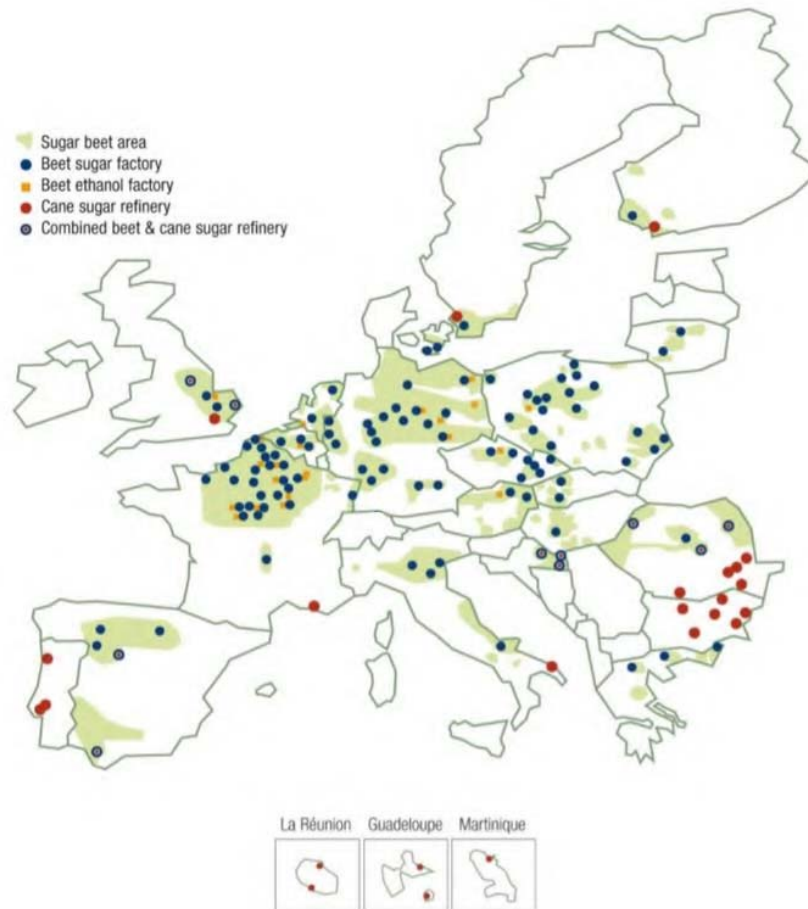 Sugar beet area
Beet sugar factory
Beet ethanol factory
Cane sugar refinery
Combined beet & cane sugar refinery
La Réunion
Guadeloupe
Martinique